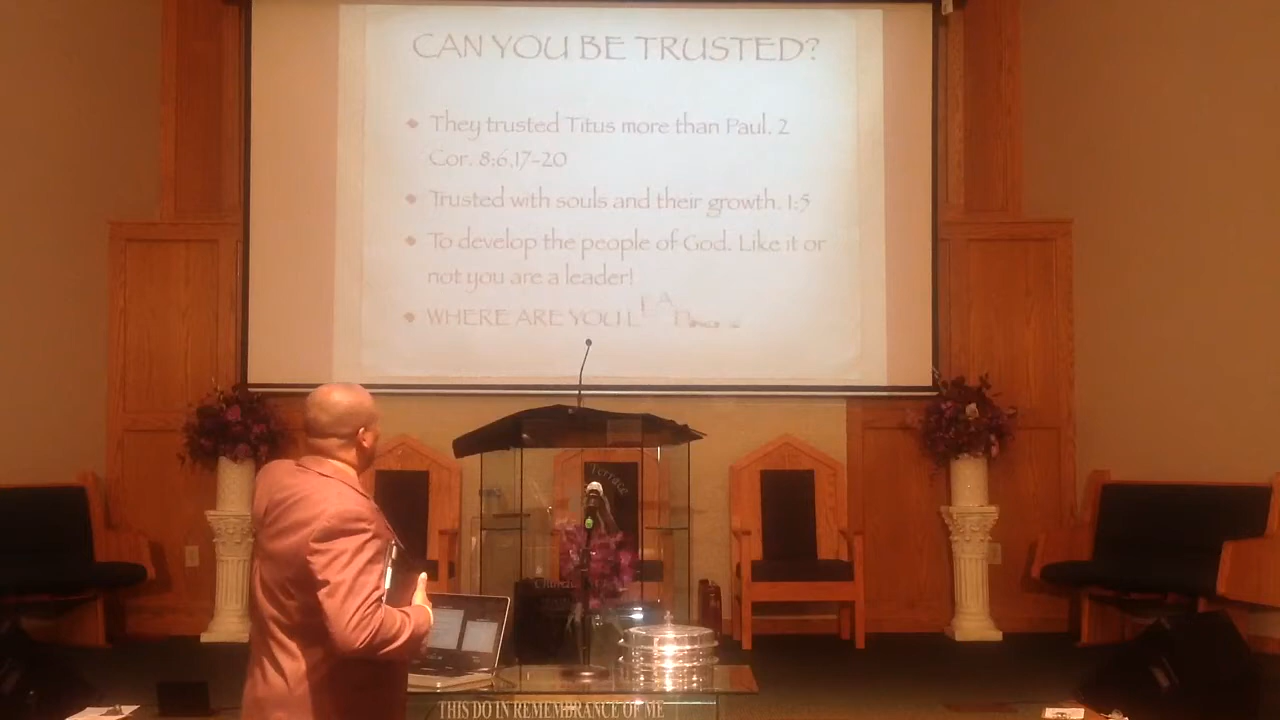 CAN YOU BE TRUSTED?
• They trusted Titus more than Paul. 2
Cor. 8:6,17-20
• Trusted with souls and their growth. 1:5
• To develop the people of God. Like it or
not you are a leader!
• WHERE ARE YOU L E A
Terrace
Church
THIS DO IN REMEMBRANCE OF ME